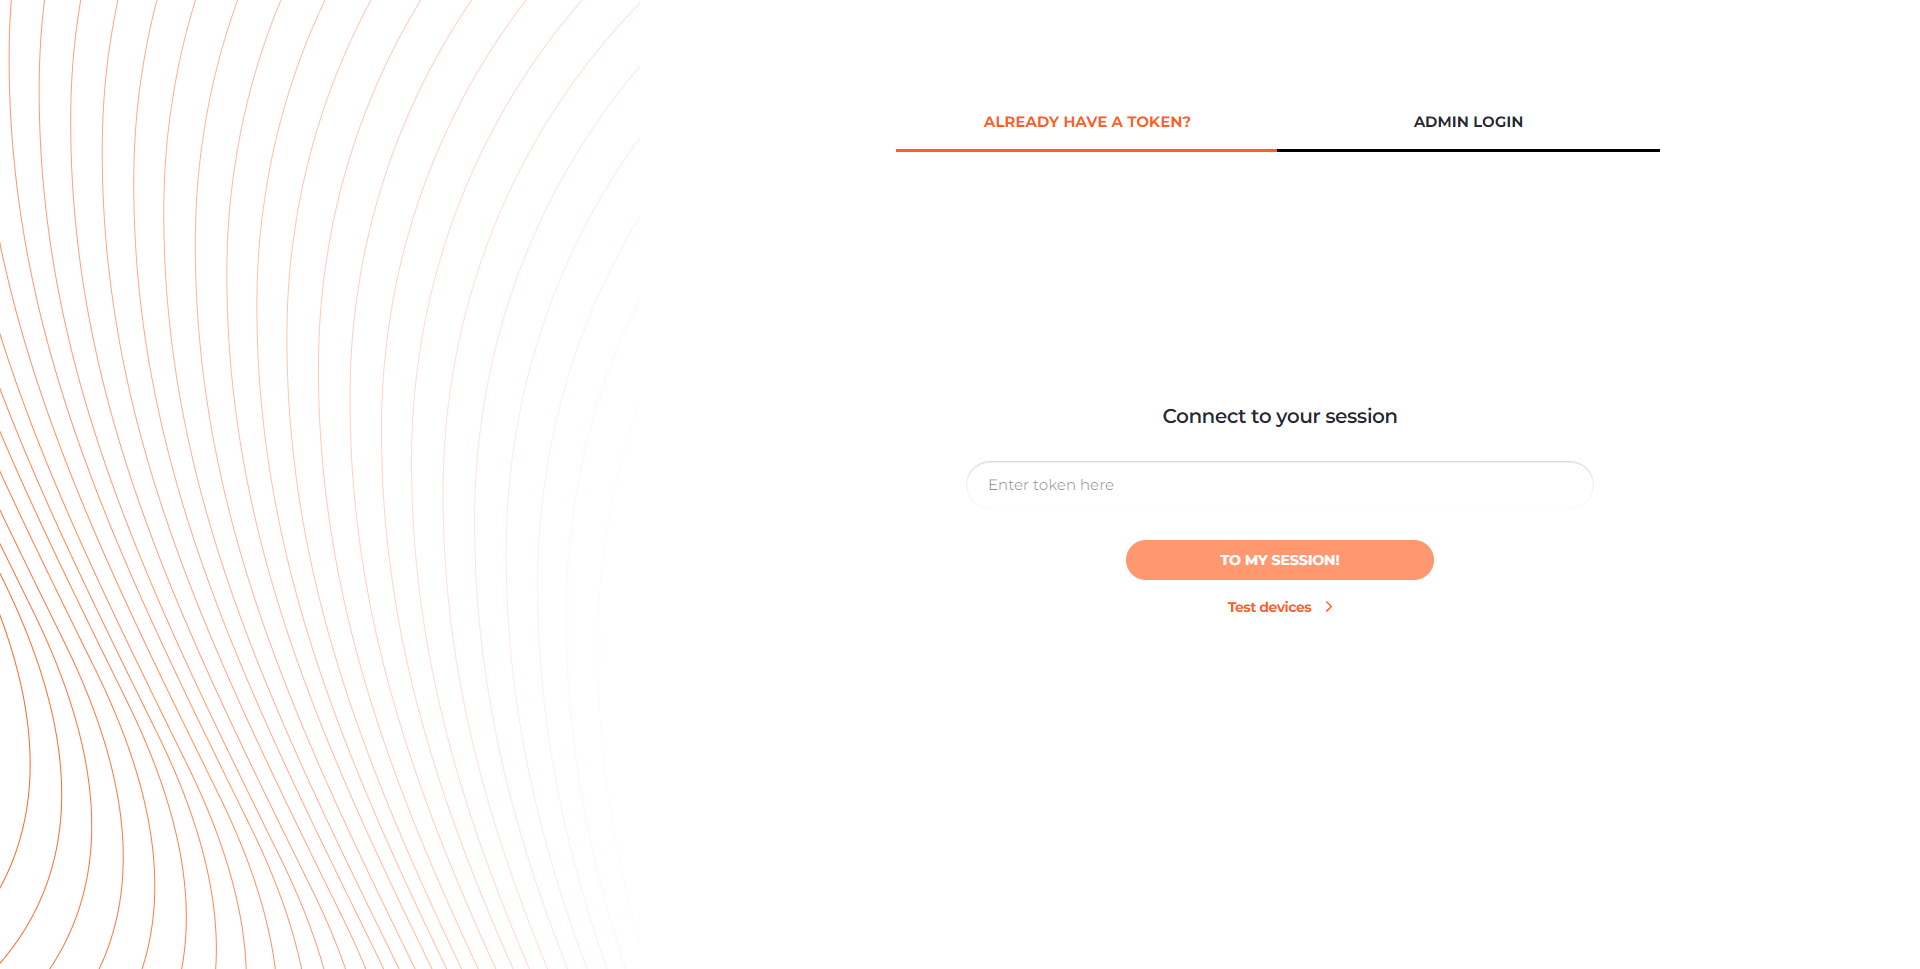 ALREADY HAVE A TOKEN?
ADMIN LOGIN
Connect to your session
Enter token here
TO MY SESSION!
Test devices